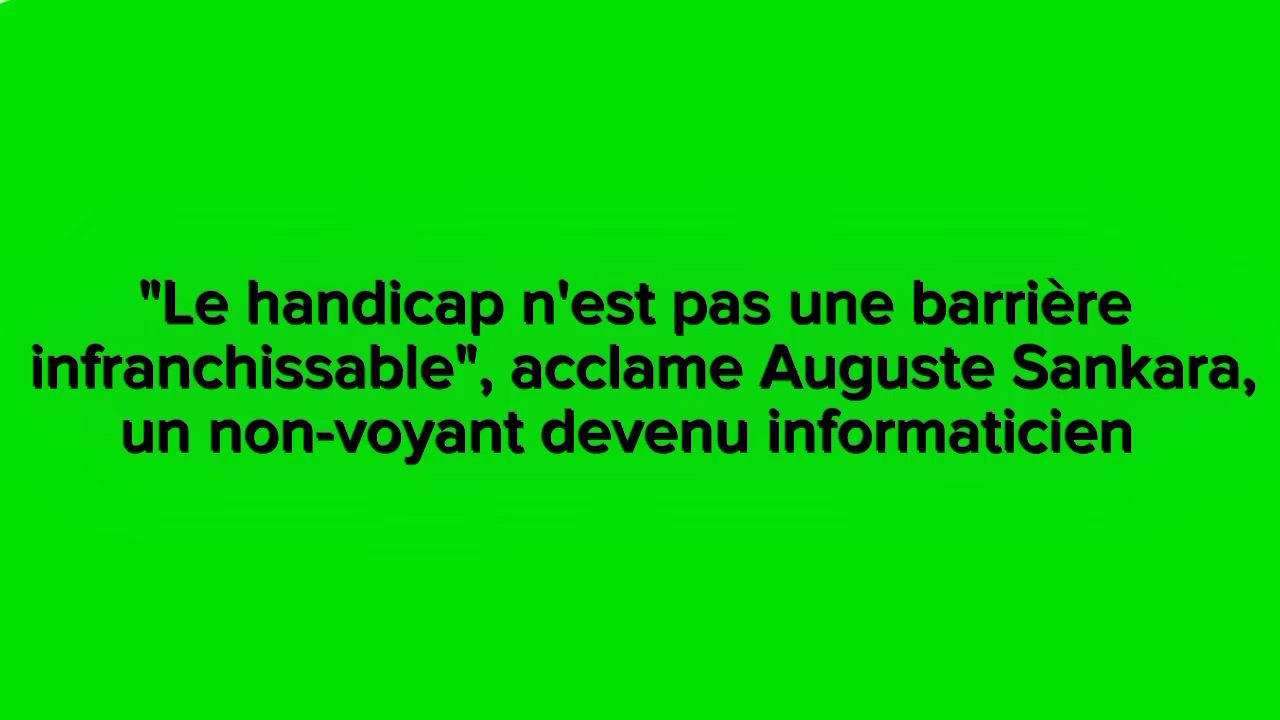 "Le handicap n'est pas une barrière
infranchissable", acclame Auguste Sankara,
un non-voyant devenu informaticien